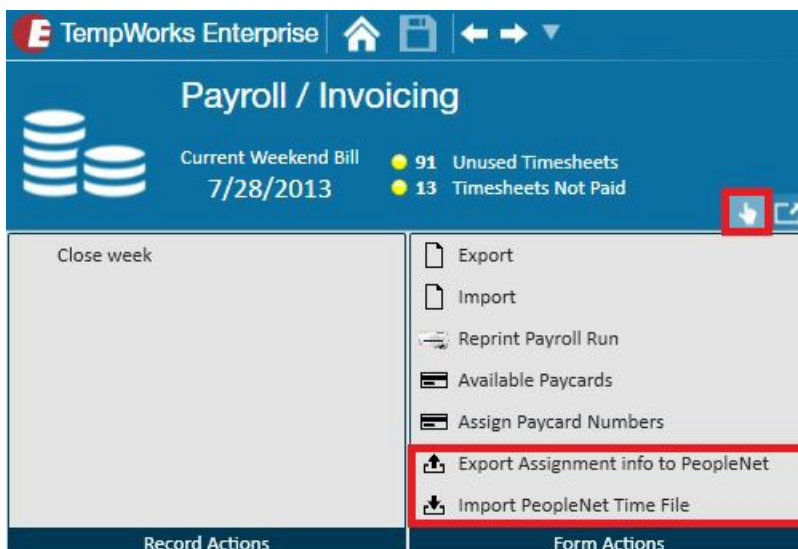 TempWorks Enterprise
Payroll / Invoicing
Current Weekend Bill
7/28/2013
91 Unused Timesheets
13 Timesheets Not Paid
Close week
Record Actions
Export
Import
Reprint Payroll Run
Available Paycards
Assign Paycard Numbers
Export Assignment info to PeopleNet
Import PeopleNet Time File
Form Actions